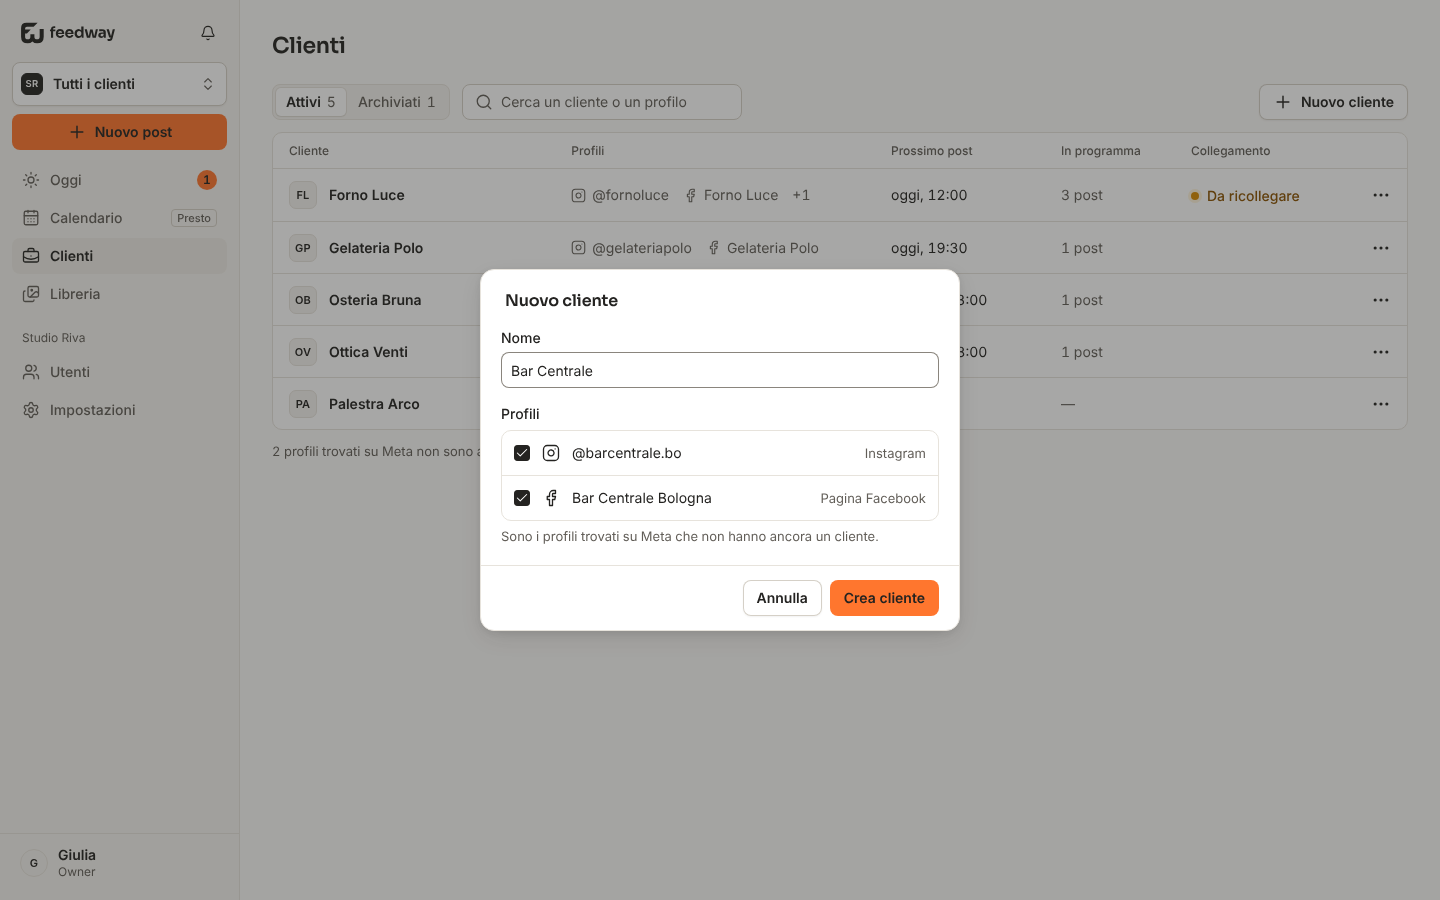 feedway
SR Tutti i clienti
Nuovo post
Oggi 1
Calendario Presto
Clienti
Libreria
Studio Riva
Utenti
Impostazioni
G Giulia
Owner
Clienti
Attivi 5 Archiviati 1 Cerca un cliente o un profilo Nuovo cliente
Cliente Profili Prossimo post In programma Collegamento
FL Forno Luce @fornoluce Forno Luce +1 oggi, 12:00 3 post Da ricollegare
GP Gelateria Polo @gelateriapolo Gelateria Polo oggi, 19:30 1 post
OB Osteria Bruna :00 1 post
OV Ottica Venti :00 1 post
PA Palestra Arco —
2 profili trovati su Meta non sono
Nuovo cliente
Nome
Bar Centrale
Profili
@barcentrale.bo Instagram
Bar Centrale Bologna Pagina Facebook
Sono i profili trovati su Meta che non hanno ancora un cliente.
Annulla Crea cliente